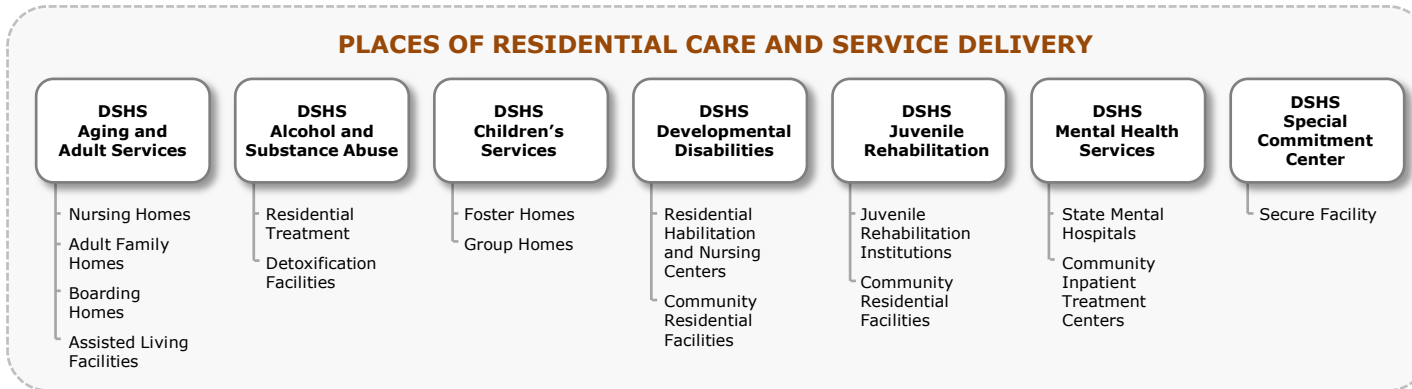 PLACES OF RESIDENTIAL CARE AND SERVICE DELIVERY
DSHS
Aging and
Adult Services
Nursing Homes
Adult Family
Homes
Boarding
Homes
Assisted Living
Facilities
DSHS
Alcohol and
Substance Abuse
Residential
Treatment
Detoxification
Facilities
DSHS
Children's
Services
Foster Homes
Group Homes
DSHS
Developmental
Disabilities
Residential
Habilitation
and Nursing
Centers
Community
Residential
Facilities
DSHS
Juvenile
Rehabilitation
Juvenile
Rehabilitation
Institutions
Community
Residential
Facilities
DSHS
Mental Health
Services
State Mental
Hospitals
Community
Inpatient
Treatment
Centers
DSHS
Special
Commitment
Center
Secure Facility